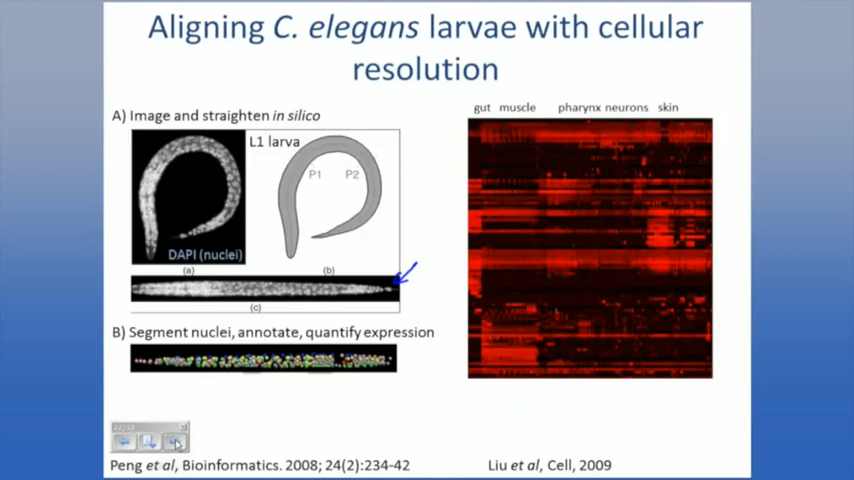 Aligning C. elegans larvae with cellular
resolution
A) Image and straighten in silico
L1 larva
P1 P2
DAPI (nuclei)
(a) (b)
(c)
B) Segment nuclei, annotate, quantify expression
gut muscle pharynx neurons skin
Peng et al, Bioinformatics. 2008; 24(2):234-42
Liu et al, Cell, 2009